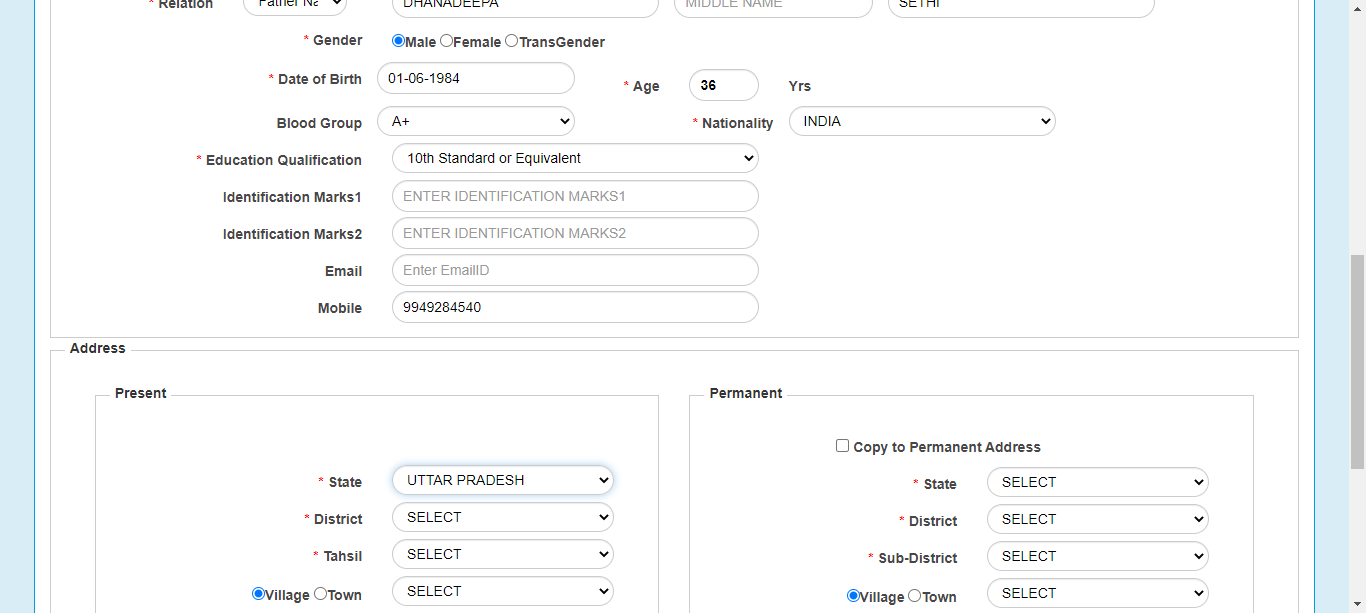 * Relation Father Na DHANADEEPA MIDDLE NAME SETHI
* Gender Male Female TransGender
* Date of Birth 01-06-1984 * Age 36 Yrs
Blood Group A+ * Nationality INDIA
* Education Qualification 10th Standard or Equivalent
Identification Marks1 ENTER IDENTIFICATION MARKS1
Identification Marks2 ENTER IDENTIFICATION MARKS2
Email Enter EmailID
Mobile 9949284540
Address
Present
* State UTTAR PRADESH
* District SELECT
* Tahsil SELECT
Village Town SELECT
Permanent
Copy to Permanent Address
* State SELECT
* District SELECT
* Sub-District SELECT
Village Town SELECT